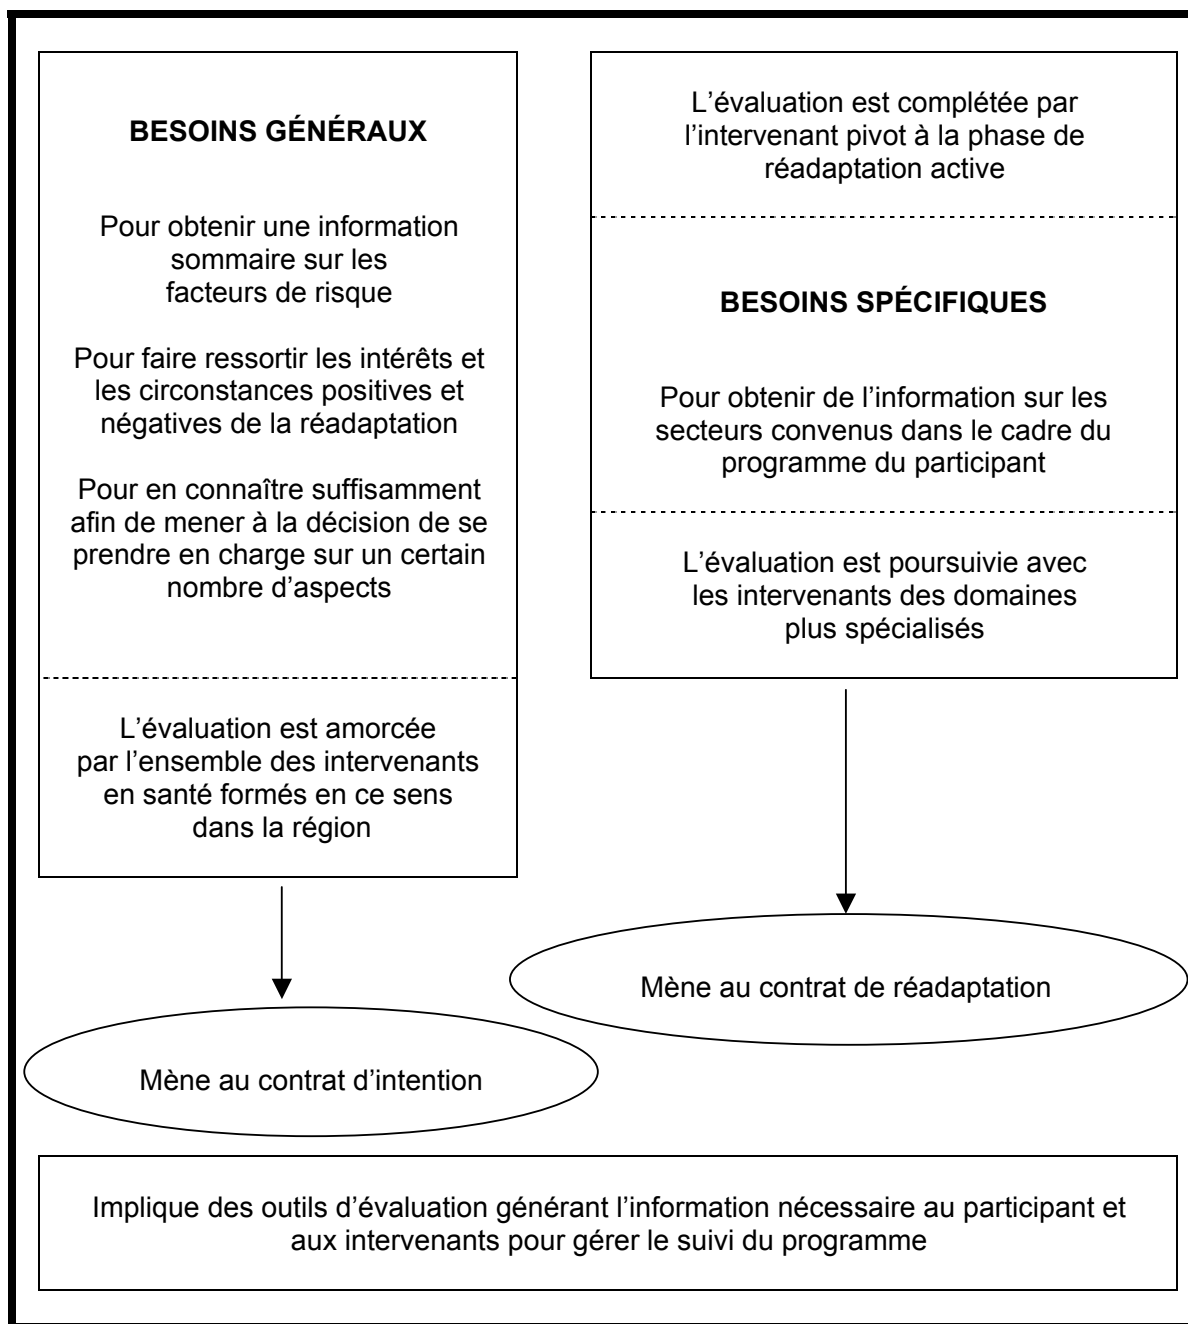 BESOINS GÉNÉRAUX
Pour obtenir une information
sommaire sur les
facteurs de risque
Pour faire ressortir les intérêts et
les circonstances positives et
négatives de la réadaptation
Pour en connaître suffisamment
afin de mener à la décision de se
prendre en charge sur un certain
nombre d’aspects
L’évaluation est amorcée
par l’ensemble des intervenants
en santé formés en ce sens
dans la région
Mène au contrat d’intention
L’évaluation est complétée par
l’intervenant pivot à la phase de
réadaptation active
BESOINS SPÉCIFIQUES
Pour obtenir de l’information sur les
secteurs convenus dans le cadre du
programme du participant
L’évaluation est poursuivie avec
les intervenants des domaines
plus spécialisés
Mène au contrat de réadaptation
Implique des outils d’évaluation générant l’information nécessaire au participant et
aux intervenants pour gérer le suivi du programme